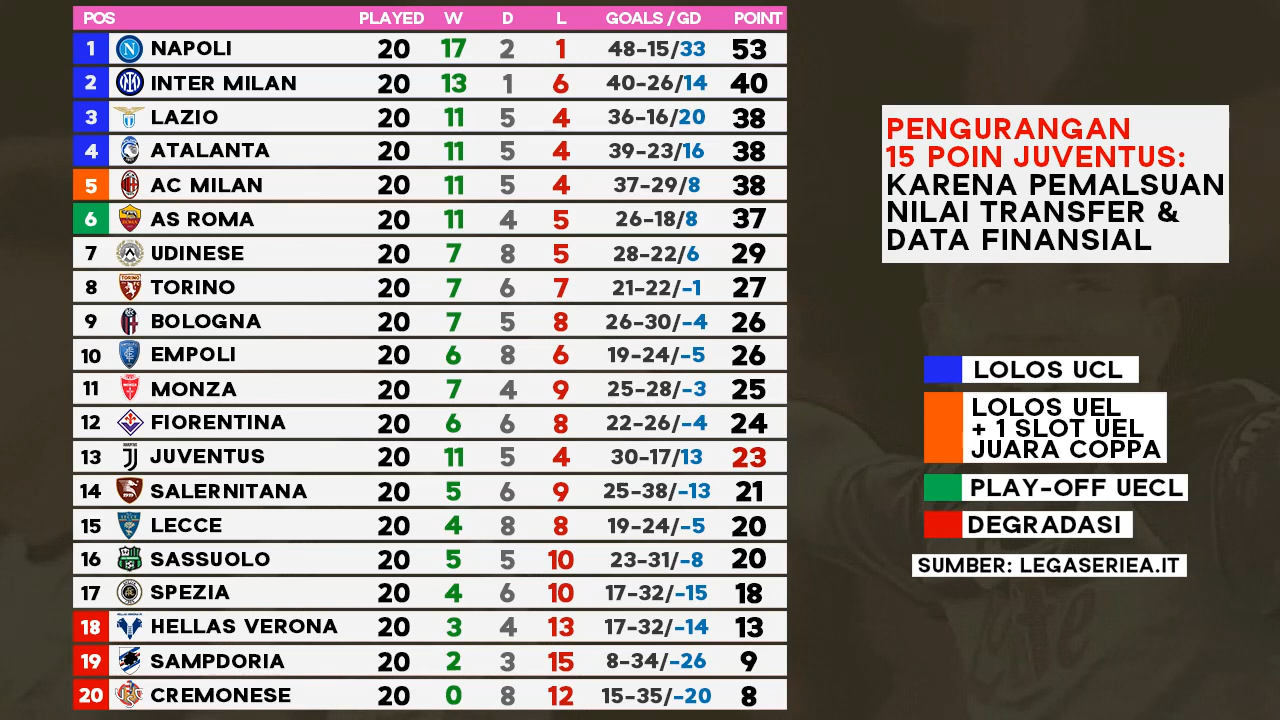 POS PLAYED W D L GOALS / GD POINT
1 NAPOLI 20 17 2 1 48-15/33 53
2 INTER MILAN 20 13 1 6 40-26/14 40
3 LAZIO 20 11 5 4 36-16/20 38
4 ATALANTA 20 11 5 4 39-23/16 38
5 AC MILAN 20 11 5 4 37-29/8 38
6 AS ROMA 20 11 4 5 26-18/8 37
7 UDINESE 20 7 8 5 28-22/6 29
8 TORINO 20 7 6 7 21-22/-1 27
9 BOLOGNA 20 7 5 8 26-30/-4 26
10 EMPOLI 20 6 8 6 19-24/-5 26
11 MONZA 20 7 4 9 25-28/-3 25
12 FIORENTINA 20 6 6 8 22-26/-4 24
13 JUVENTUS 20 11 5 4 30-17/13 23
14 SALERNITANA 20 5 6 9 25-38/-13 21
15 LECCE 20 4 8 8 19-24/-5 20
16 SASSUOLO 20 5 5 10 23-31/-8 20
17 SPEZIA 20 4 6 10 17-32/-15 18
18 HELLAS VERONA 20 3 4 13 17-32/-14 13
19 SAMPDORIA 20 2 3 15 8-34/-26 9
20 CREMONESE 20 0 8 12 15-35/-20 8
PENGURANGAN
15 POIN JUVENTUS:
KARENA PEMALSUAN
NILAI TRANSFER &
DATA FINANSIAL
LOLOS UCL
LOLOS UEL
+ 1 SLOT UEL
JUARA COPPA
PLAY-OFF UECL
DEGRADASI
SUMBER: LEGASERIEA.IT